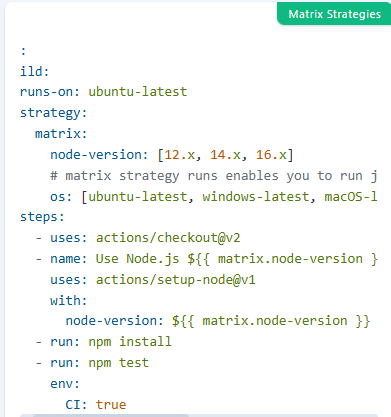 Matrix Strategies
:
ild:
runs-on: ubuntu-latest
strategy:
matrix:
node-version: [12.x, 14.x, 16.x]
# matrix strategy runs enables you to run j
os: [ubuntu-latest, windows-latest, macOS-l
steps:
- uses: actions/checkout@v2
- name: Use Node.js ${{ matrix.node-version }
uses: actions/setup-node@v1
with:
node-version: ${{ matrix.node-version }}
- run: npm install
- run: npm test
env:
CI: true